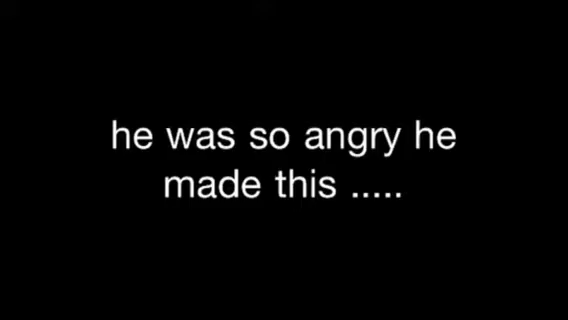 he was so angry he
made this .....